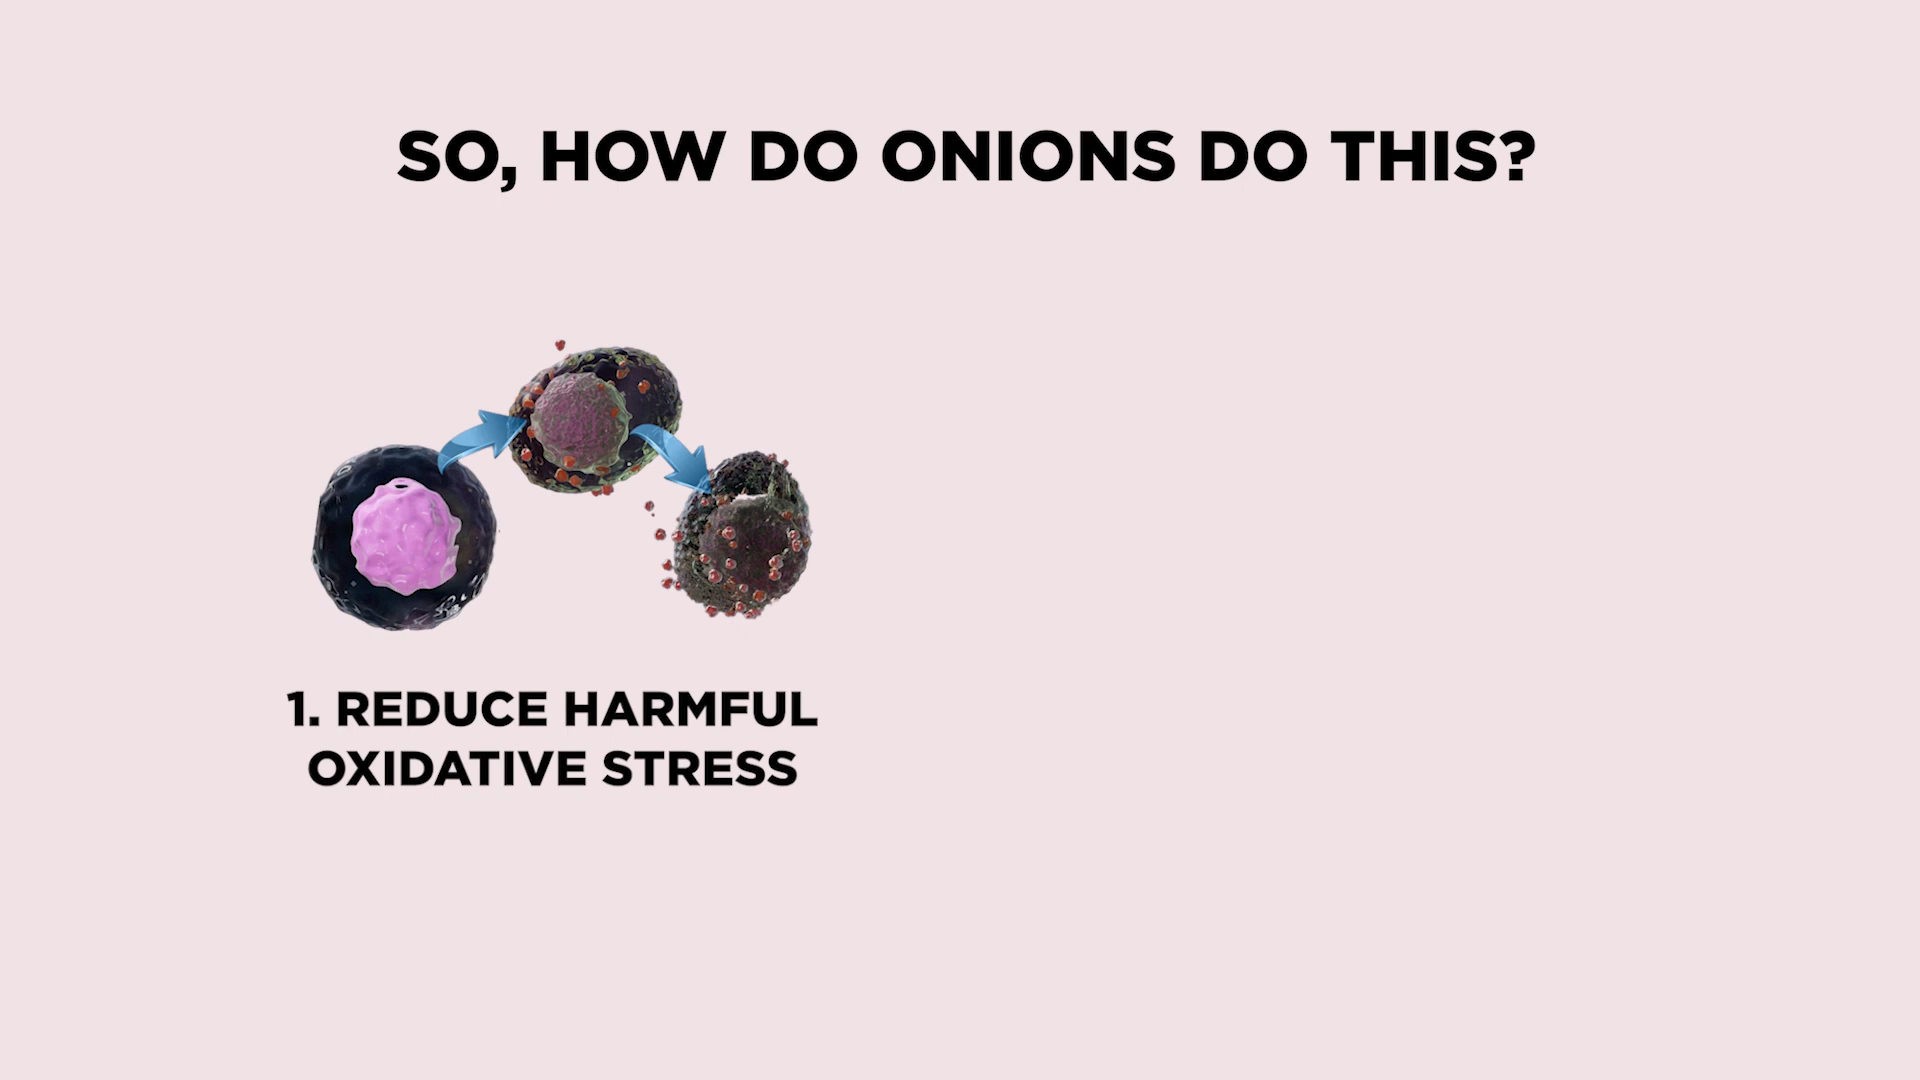 SO, HOW DO ONIONS DO THIS?
1. REDUCE HARMFUL
OXIDATIVE STRESS